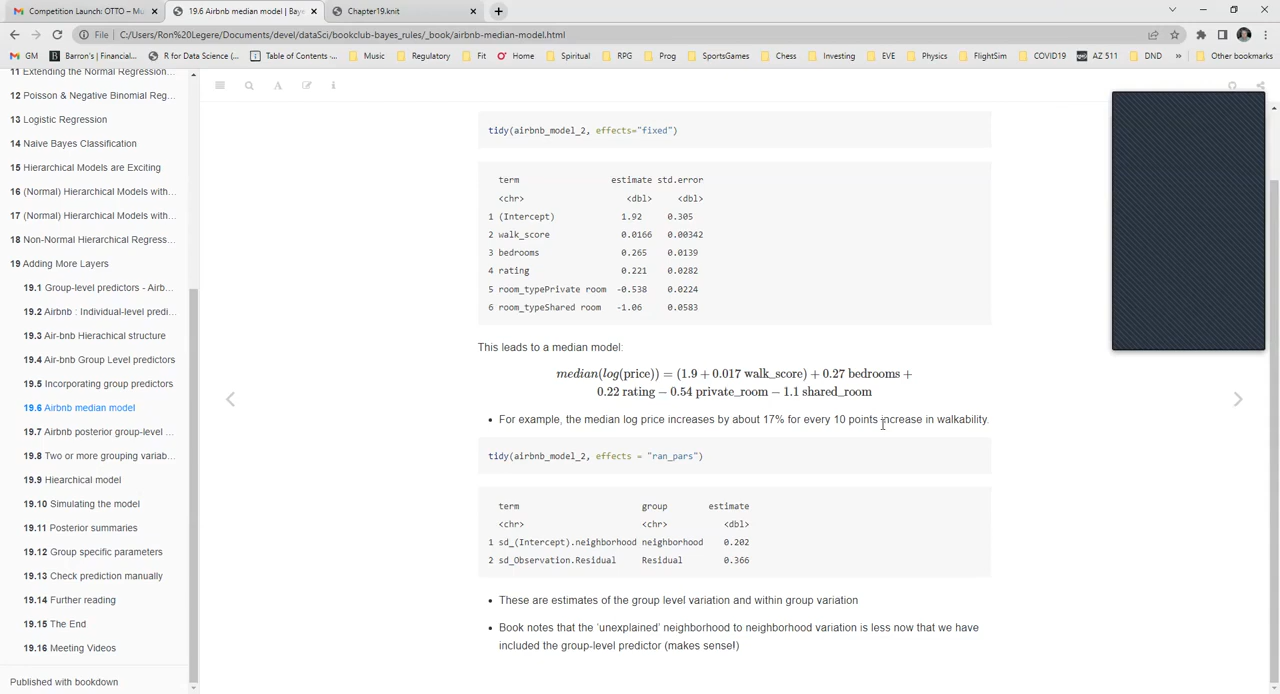 Competition Launch: OTTO – Mu
19.6 Airbnb median model | Baye
Chapter19.knit
File | C:/Users/Ron%20Legere/Documents/devel/dataSci/bookclub-bayes_rules/_book/airbnb-median-model.html
GM Barron's | Financial... R for Data Science (... Table of Contents -... Music Regulatory Fit Home Spiritual RPG Prog SportsGames Chess Investing EVE Physics FlightSim COVID19 AZ 511 DND » Other bookmarks
11 Extending the Normal Regression...
12 Poisson & Negative Binomial Reg...
13 Logistic Regression
14 Naive Bayes Classification
15 Hierarchical Models are Exciting
16 (Normal) Hierarchical Models with...
17 (Normal) Hierarchical Models with...
18 Non-Normal Hierarchical Regress...
19 Adding More Layers
19.1 Group-level predictors - Airb...
19.2 Airbnb : Individual-level predi...
19.3 Air-bnb Hierachical structure
19.4 Air-bnb Group Level predictors
19.5 Incorporating group predictors
19.6 Airbnb median model
19.7 Airbnb posterior group-level ...
19.8 Two or more grouping variab...
19.9 Hiearchical model
19.10 Simulating the model
19.11 Posterior summaries
19.12 Group specific parameters
19.13 Check prediction manually
19.14 Further reading
19.15 The End
19.16 Meeting Videos
Published with bookdown
tidy(airbnb_model_2, effects="fixed")
term estimate std.error
<chr> <dbl> <dbl>
1 (Intercept) 1.92 0.305
2 walk_score 0.0166 0.00342
3 bedrooms 0.265 0.0139
4 rating 0.221 0.0282
5 room_typePrivate room -0.538 0.0224
6 room_typeShared room -1.06 0.0583
This leads to a median model:
median(log(price)) = (1.9 + 0.017 walk_score) + 0.27 bedrooms +
0.22 rating − 0.54 private_room − 1.1 shared_room
• For example, the median log price increases by about 17% for every 10 points increase in walkability.
tidy(airbnb_model_2, effects = "ran_pars")
term group estimate
<chr> <chr> <dbl>
1 sd_(Intercept).neighborhood neighborhood 0.202
2 sd_Observation.Residual Residual 0.366
• These are estimates of the group level variation and within group variation
• Book notes that the 'unexplained' neighborhood to neighborhood variation is less now that we have
included the group-level predictor (makes sense!)